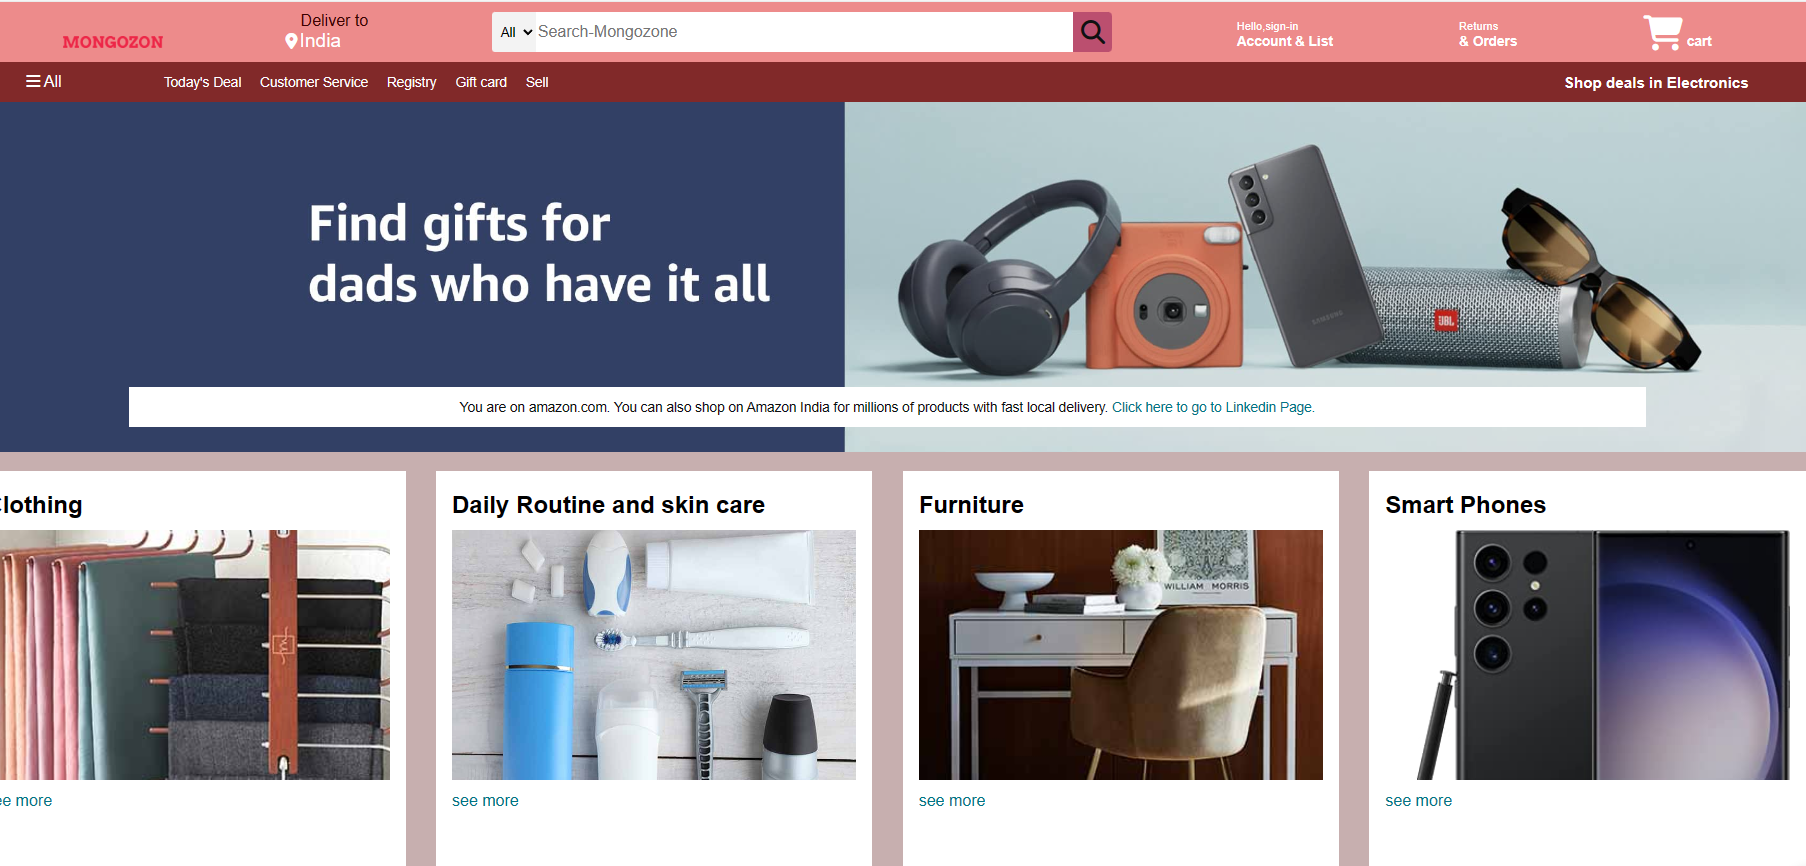 MONGOZON
Deliver to
India
All
Search-Mongozone
Hello,sign-in
Account & List
Returns
& Orders
cart
All
Today's Deal
Customer Service
Registry
Gift card
Sell
Shop deals in Electronics
Find gifts for
dads who have it all
SAMSUNG
JBL
You are on amazon.com. You can also shop on Amazon India for millions of products with fast local delivery. Click here to go to Linkedin Page.
lothing
Daily Routine and skin care
Furniture
Smart Phones
WILLIAM MORRIS
ee more
see more
see more
see more